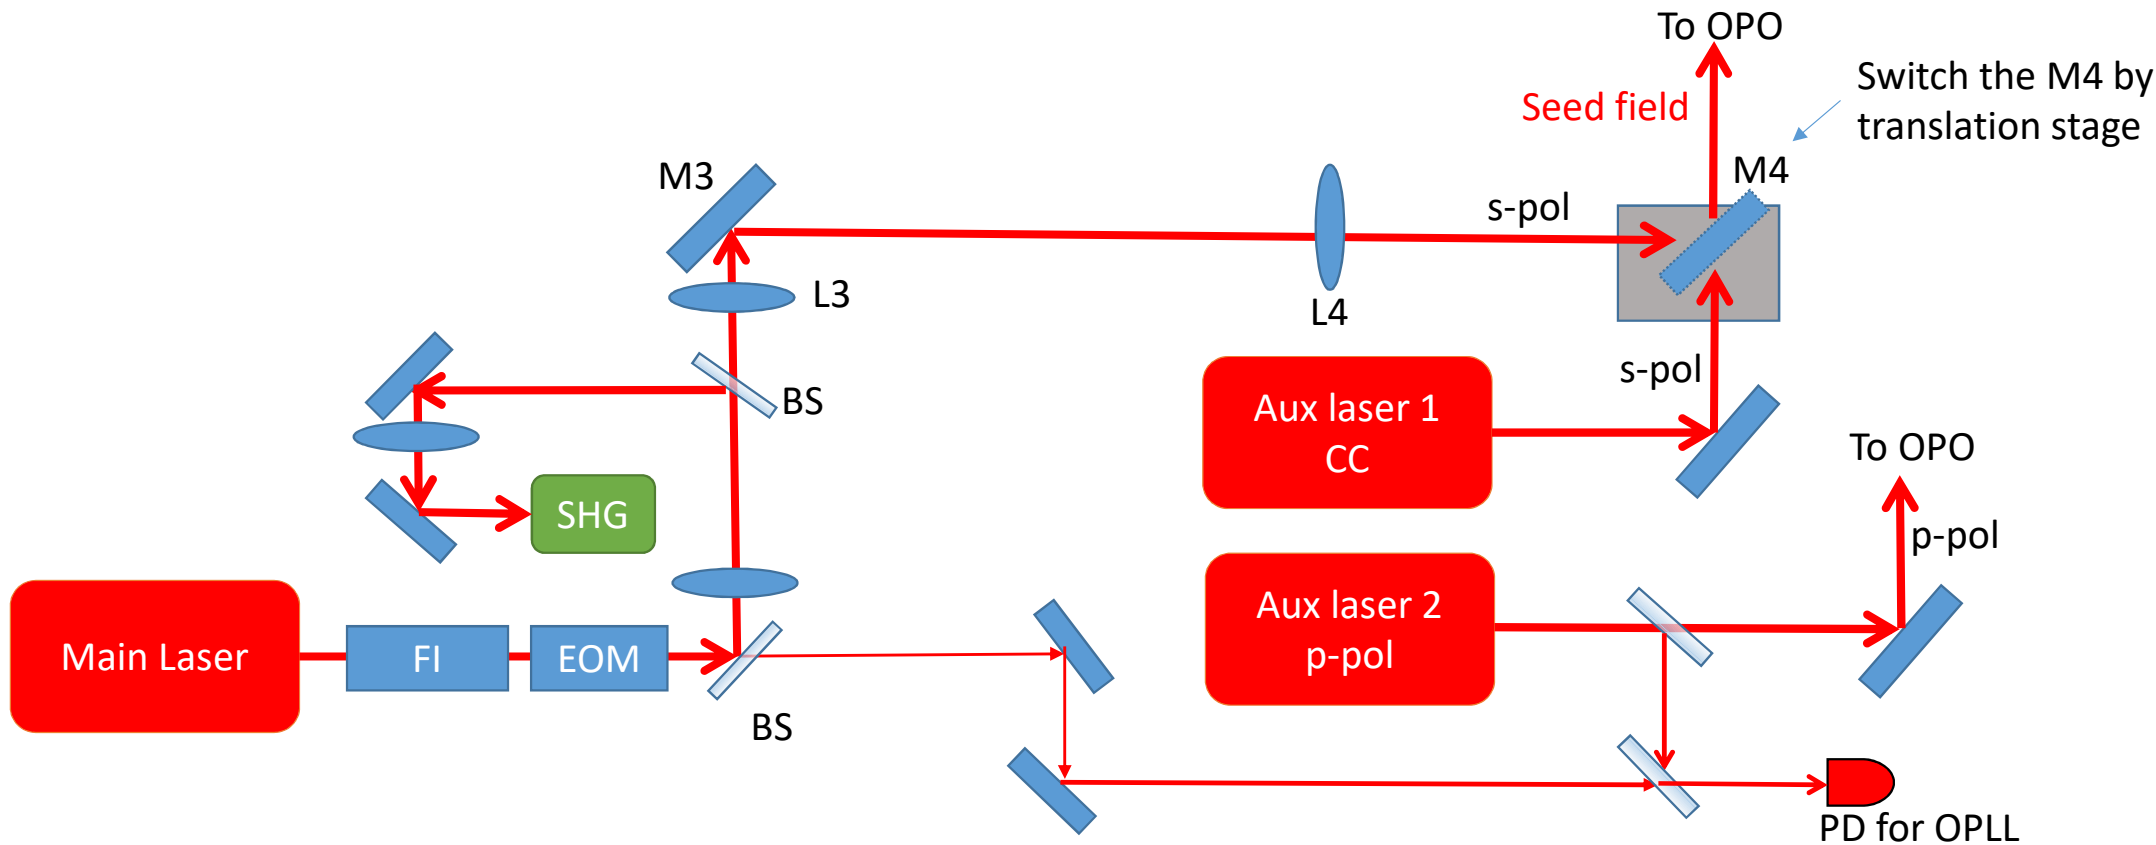 To OPO
Switch the M4 by
translation stage
Seed field
M3
M4
s-pol
L3
L4
s-pol
BS
Aux laser 1
CC
To OPO
SHG
p-pol
Main Laser
FI
EOM
Aux laser 2
p-pol
BS
PD for OPLL